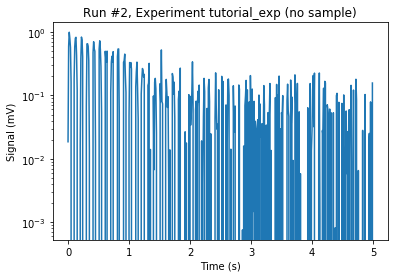 Run #2, Experiment tutorial_exp (no sample)
10⁰
10⁻¹
10⁻²
10⁻³
Signal (mV)
0 1 2 3 4 5
Time (s)